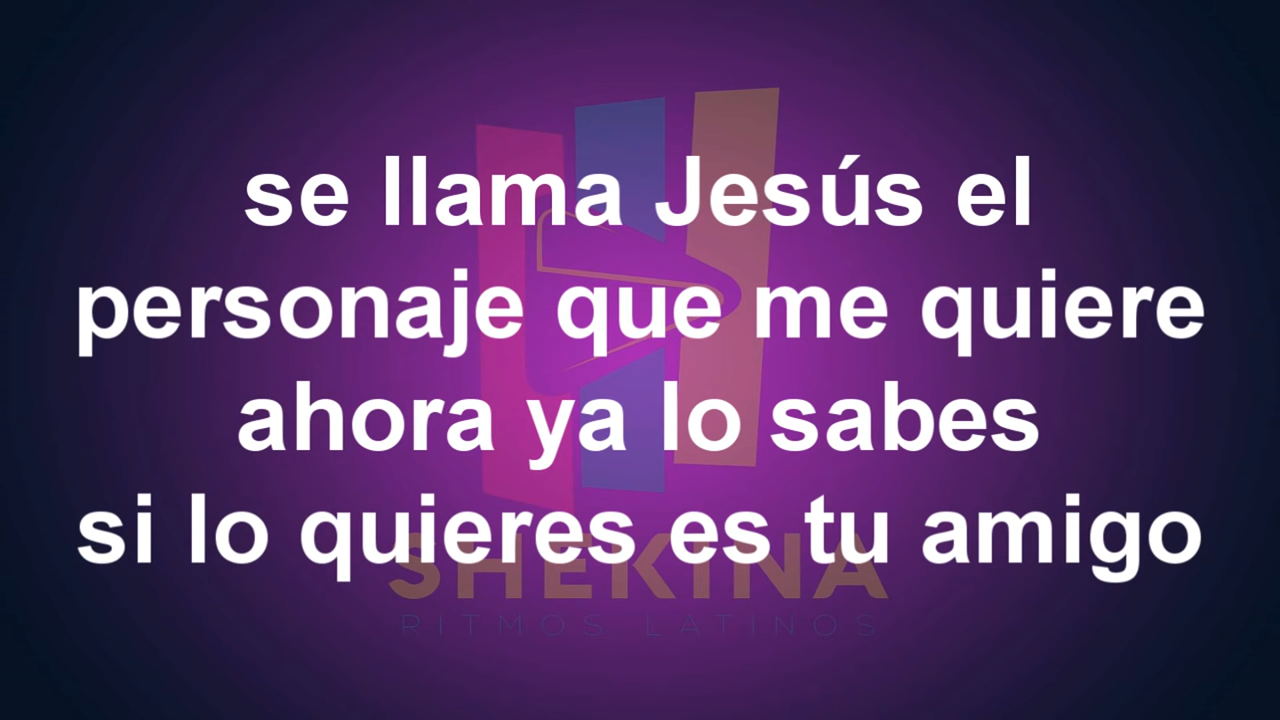 se llama Jesús el
personaje que me quiere
ahora ya lo sabes
si lo quieres es tu amigo
SHEKINA
RITMOS LATINOS